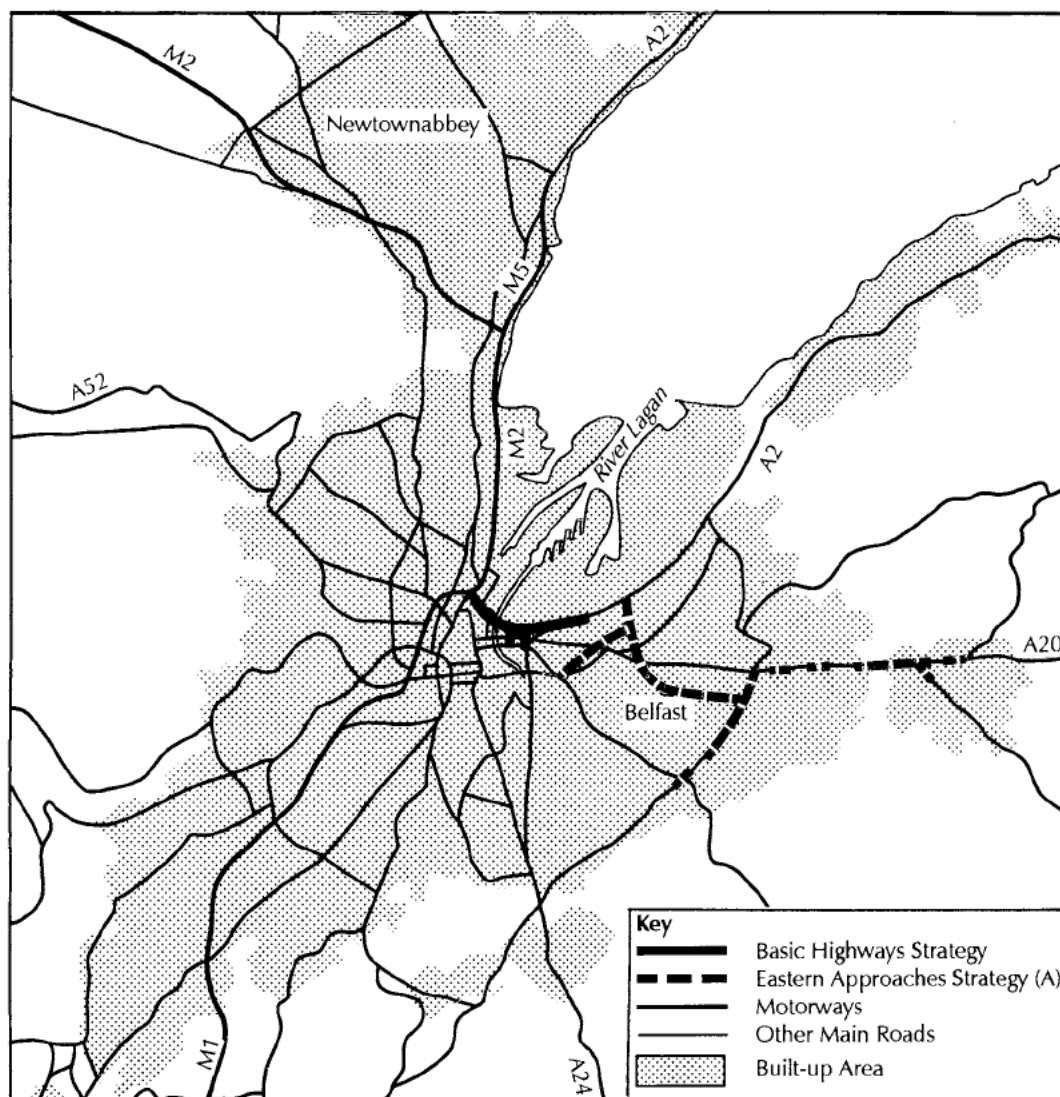 M2
A2
Newtownabbey
M5
A52
M2
River Lagan
A2
A20
Belfast
M1
A24
Key
Basic Highways Strategy
Eastern Approaches Strategy (A)
Motorways
Other Main Roads
Built-up Area